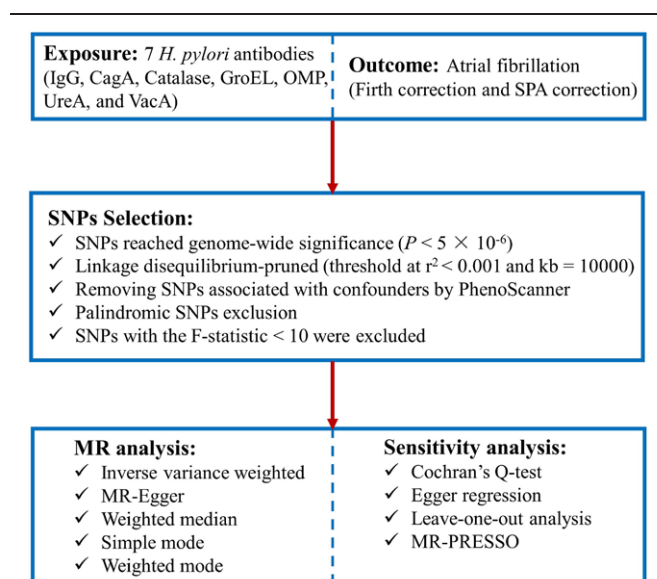 Exposure: 7 H. pylori antibodies
(IgG, CagA, Catalase, GroEL, OMP,
UreA, and VacA)
Outcome: Atrial fibrillation
(Firth correction and SPA correction)
SNPs Selection:
✓ SNPs reached genome-wide significance (P < 5 × 10⁻⁶)
✓ Linkage disequilibrium-pruned (threshold at r² < 0.001 and kb = 10000)
✓ Removing SNPs associated with confounders by PhenoScanner
✓ Palindromic SNPs exclusion
✓ SNPs with the F-statistic < 10 were excluded
MR analysis:
✓ Inverse variance weighted
✓ MR-Egger
✓ Weighted median
✓ Simple mode
✓ Weighted mode
Sensitivity analysis:
✓ Cochran's Q-test
✓ Egger regression
✓ Leave-one-out analysis
✓ MR-PRESSO